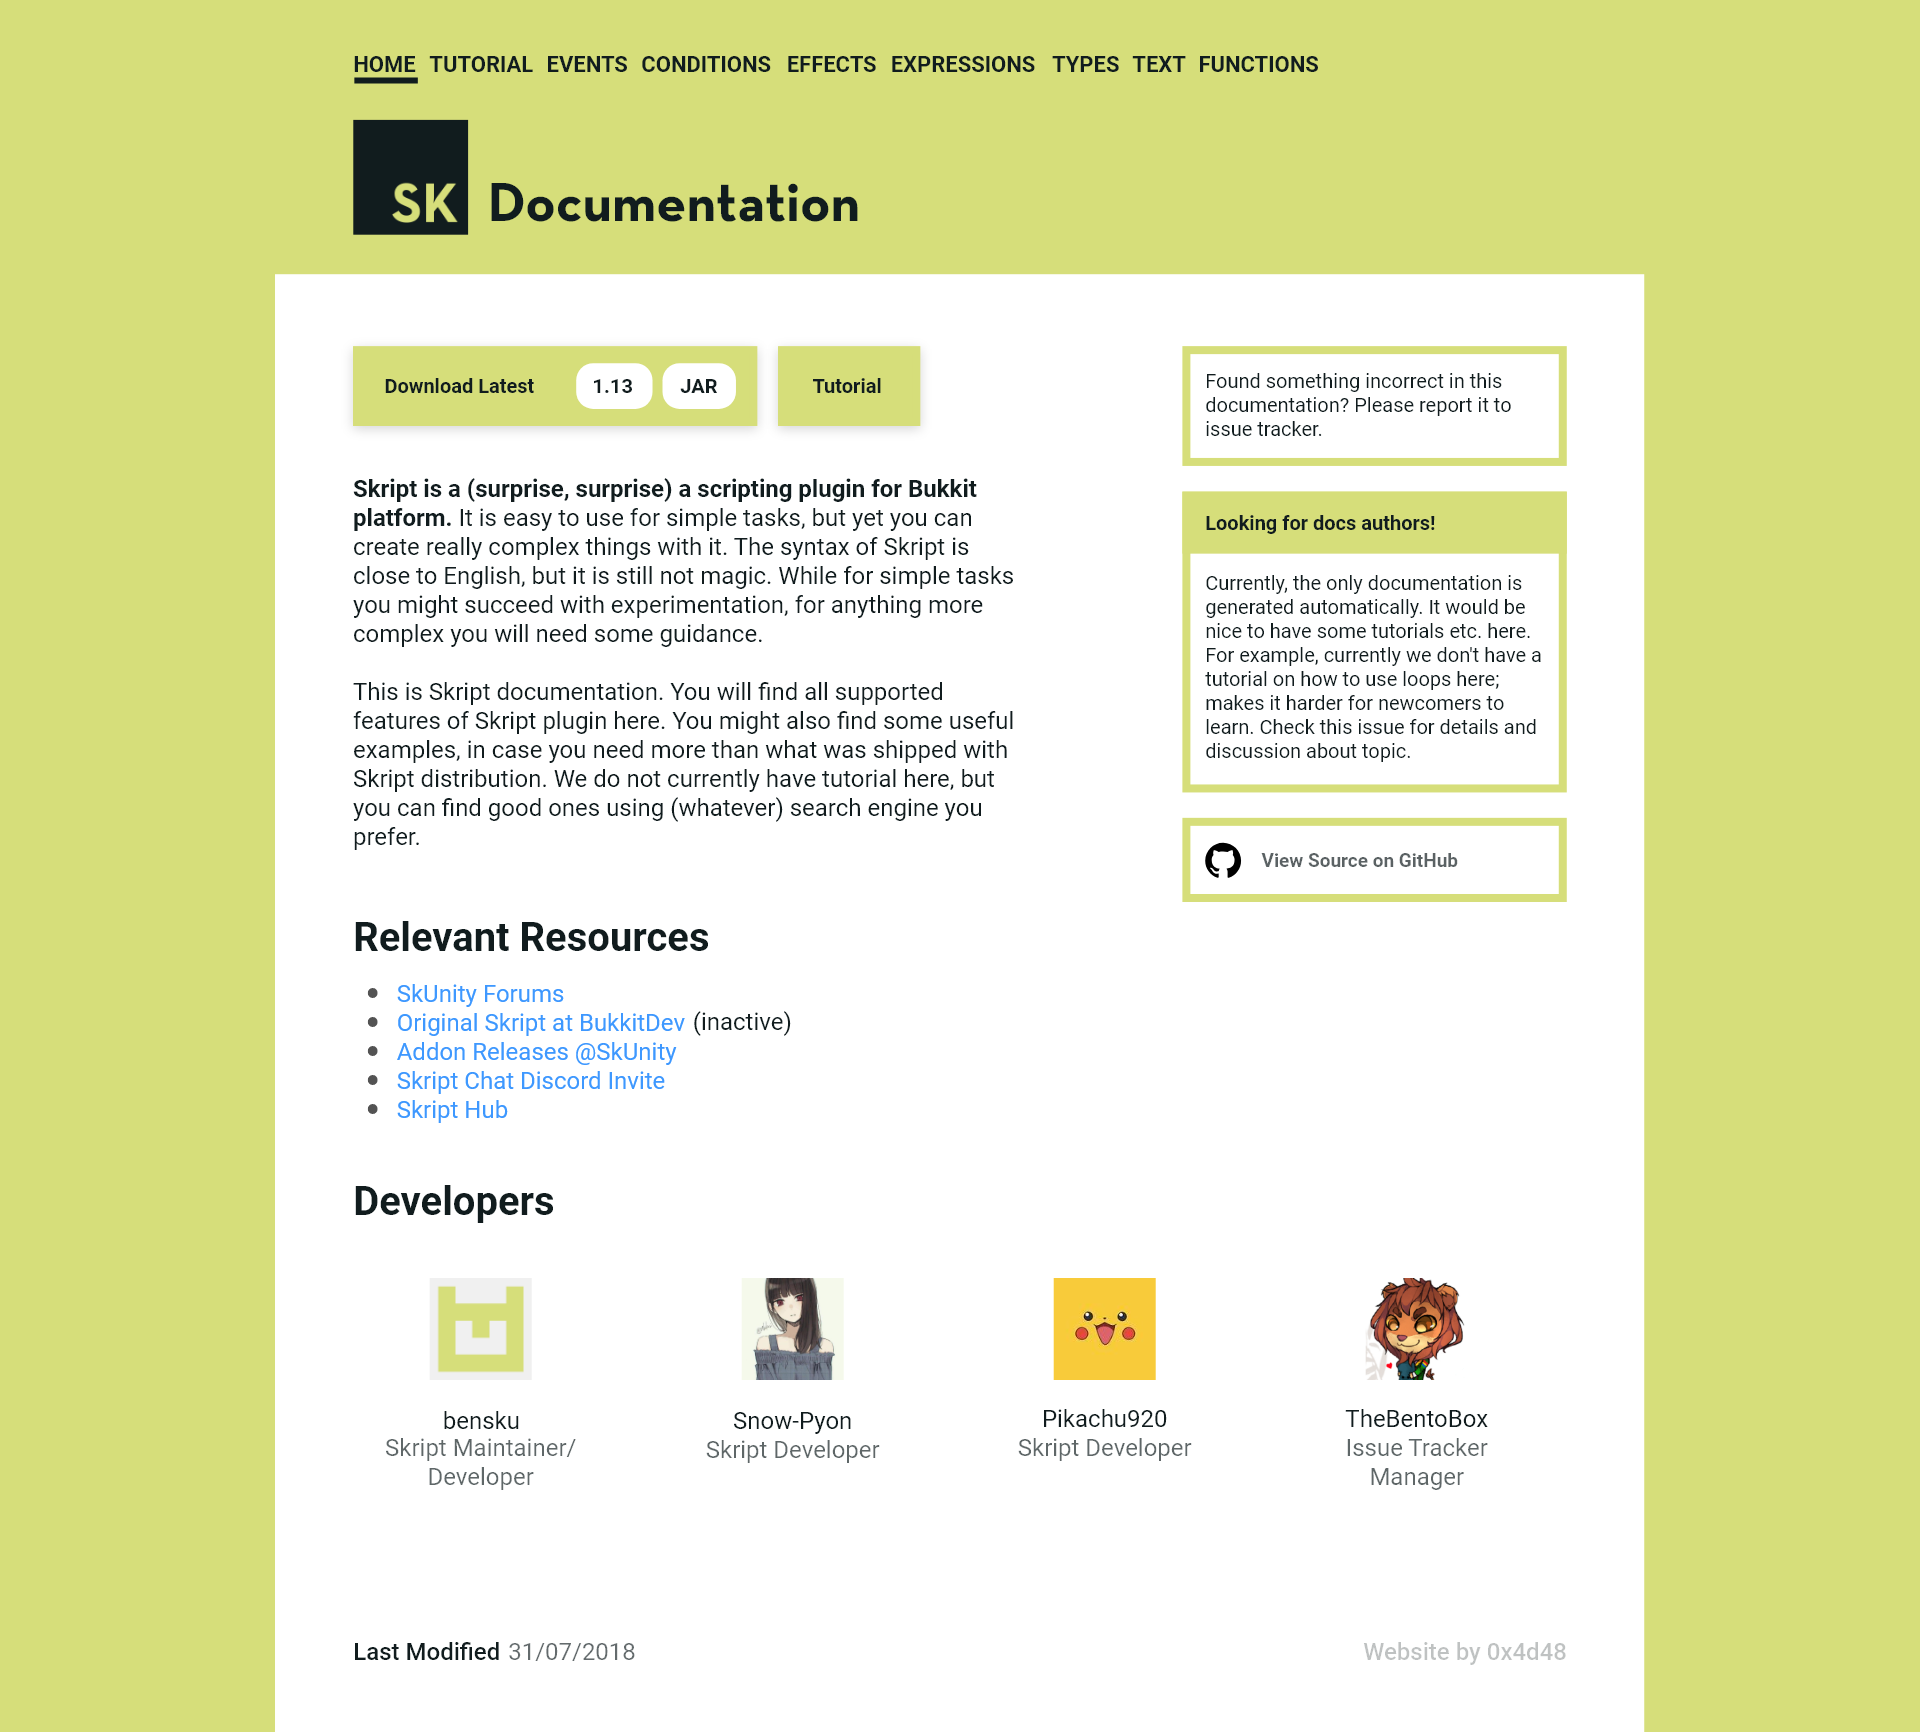 HOME TUTORIAL EVENTS CONDITIONS EFFECTS EXPRESSIONS TYPES TEXT FUNCTIONS
SK Documentation
Download Latest 1.13 JAR Tutorial
Skript is a (surprise, surprise) a scripting plugin for Bukkit
platform. It is easy to use for simple tasks, but yet you can
create really complex things with it. The syntax of Skript is
close to English, but it is still not magic. While for simple tasks
you might succeed with experimentation, for anything more
complex you will need some guidance.
This is Skript documentation. You will find all supported
features of Skript plugin here. You might also find some useful
examples, in case you need more than what was shipped with
Skript distribution. We do not currently have tutorial here, but
you can find good ones using (whatever) search engine you
prefer.
Found something incorrect in this
documentation? Please report it to
issue tracker.
Looking for docs authors!
Currently, the only documentation is
generated automatically. It would be
nice to have some tutorials etc. here.
For example, currently we don't have a
tutorial on how to use loops here;
makes it harder for newcomers to
learn. Check this issue for details and
discussion about topic.
View Source on GitHub
Relevant Resources
SkUnity Forums
Original Skript at BukkitDev (inactive)
Addon Releases @SkUnity
Skript Chat Discord Invite
Skript Hub
Developers
bensku
Skript Maintainer/
Developer
Snow-Pyon
Skript Developer
Pikachu920
Skript Developer
TheBentoBox
Issue Tracker
Manager
Last Modified 31/07/2018
Website by 0x4d48